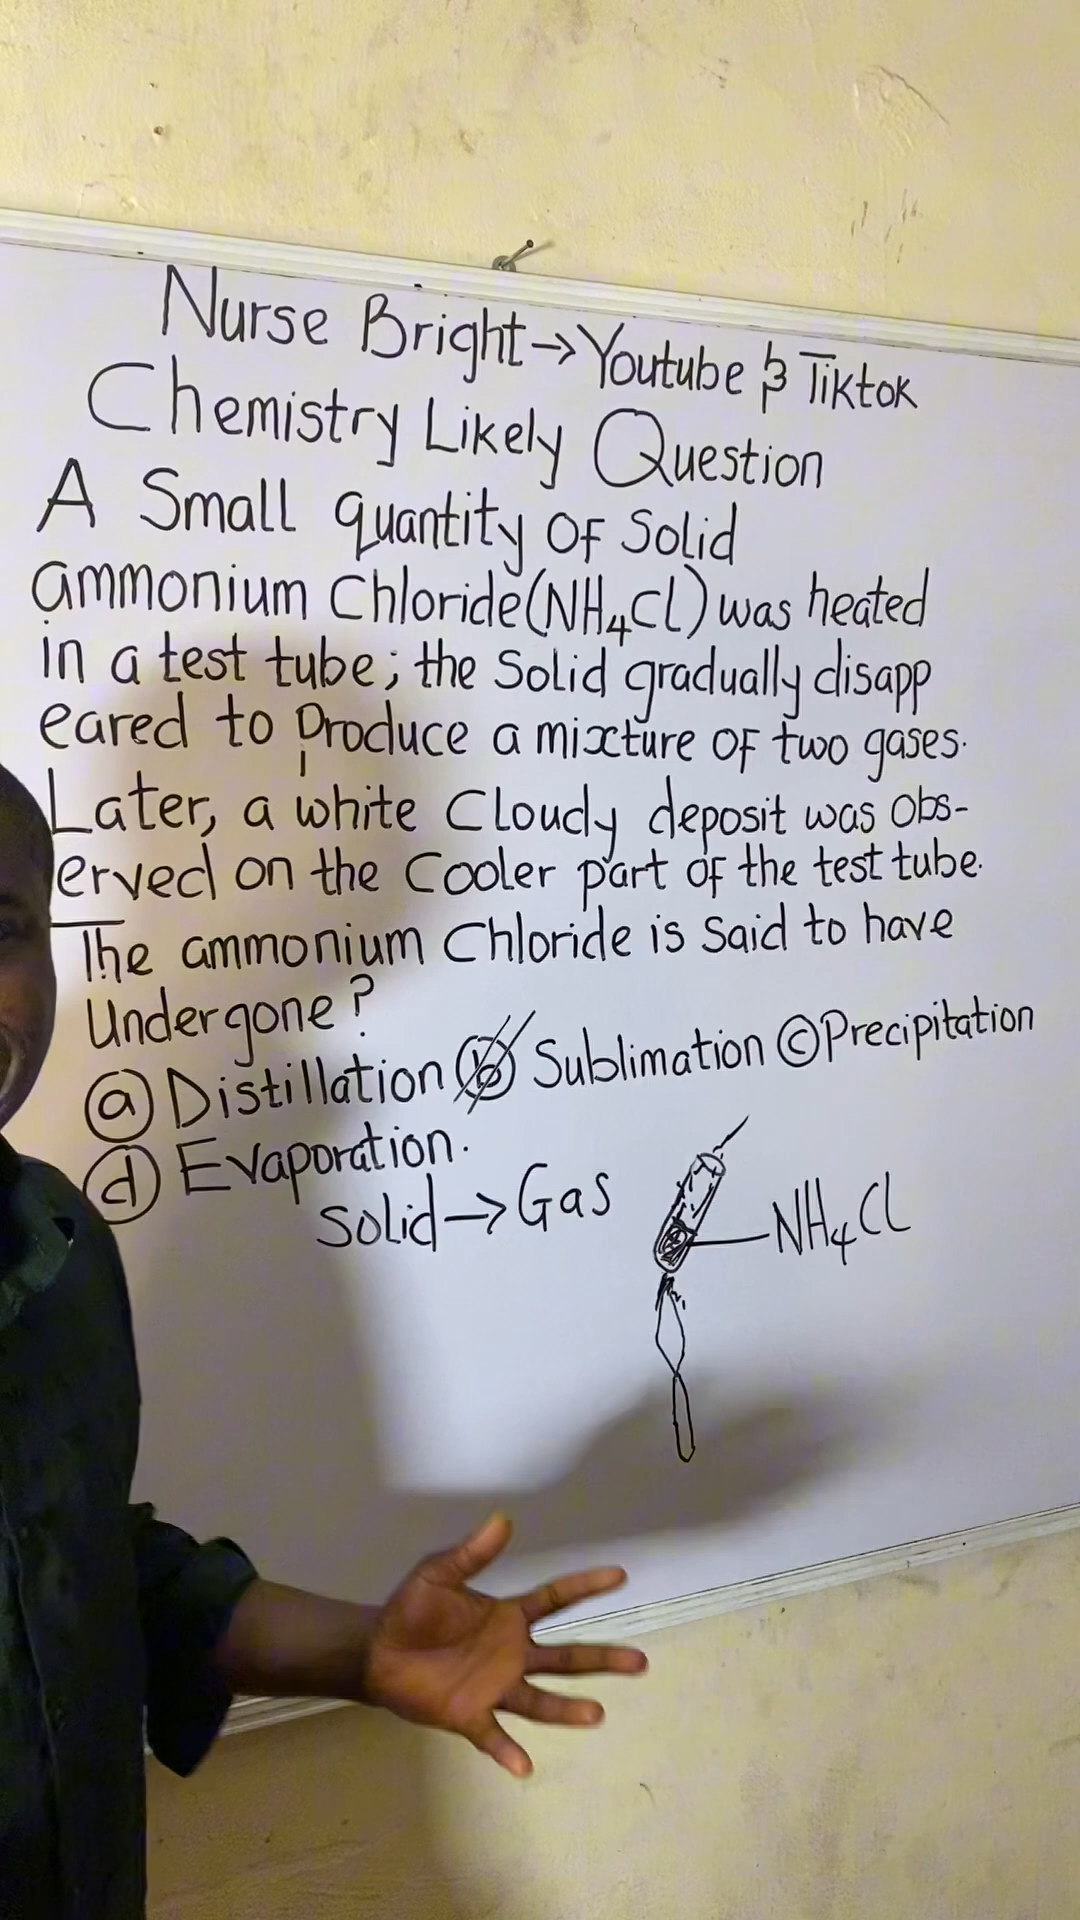 Nurse Bright → Youtube & Tiktok
Chemistry Likely Question
A Small quantity of Solid
ammonium Chloride (NH₄Cl) was heated
in a test tube; the Solid gradually disapp
eared to produce a mixture of two gases.
Later, a white Cloudy deposit was obs-
erved on the Cooler part of the test tube.
The ammonium Chloride is Said to have
Undergone?
(a) Distillation (b) Sublimation (c) Precipitation
(d) Evaporation.
Solid → Gas
NH₄Cl